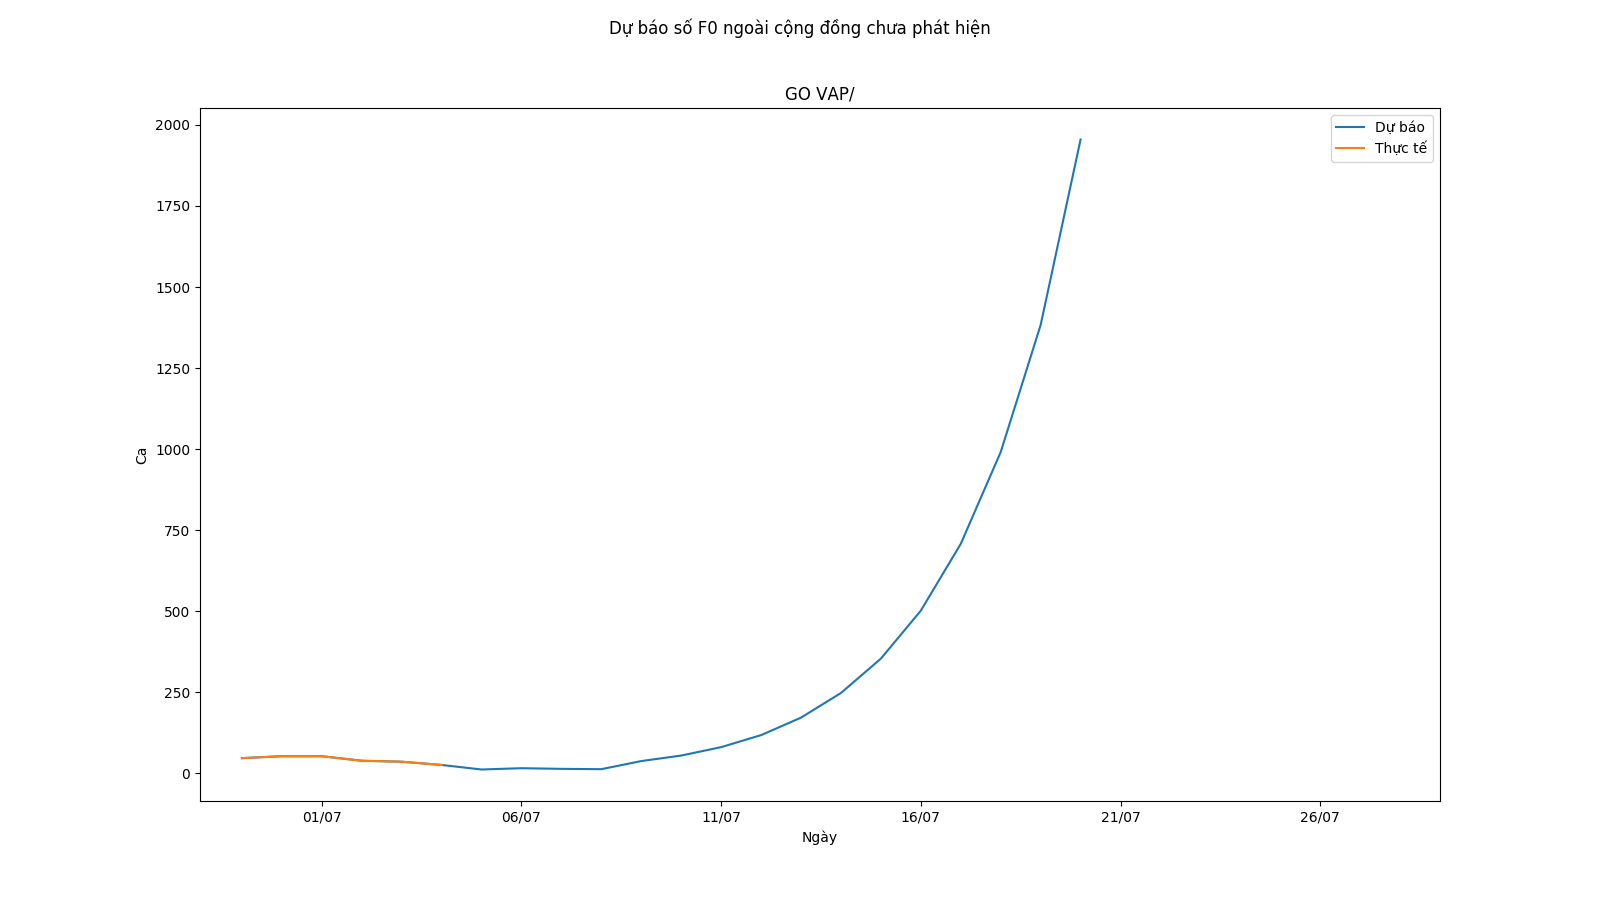 Dự báo số F0 ngoài cộng đồng chưa phát hiện
GO VAP/
Dự báo
Thực tế
2000
1750
1500
1250
1000
750
500
250
0
Ca
01/07
06/07
11/07
16/07
21/07
26/07
Ngày